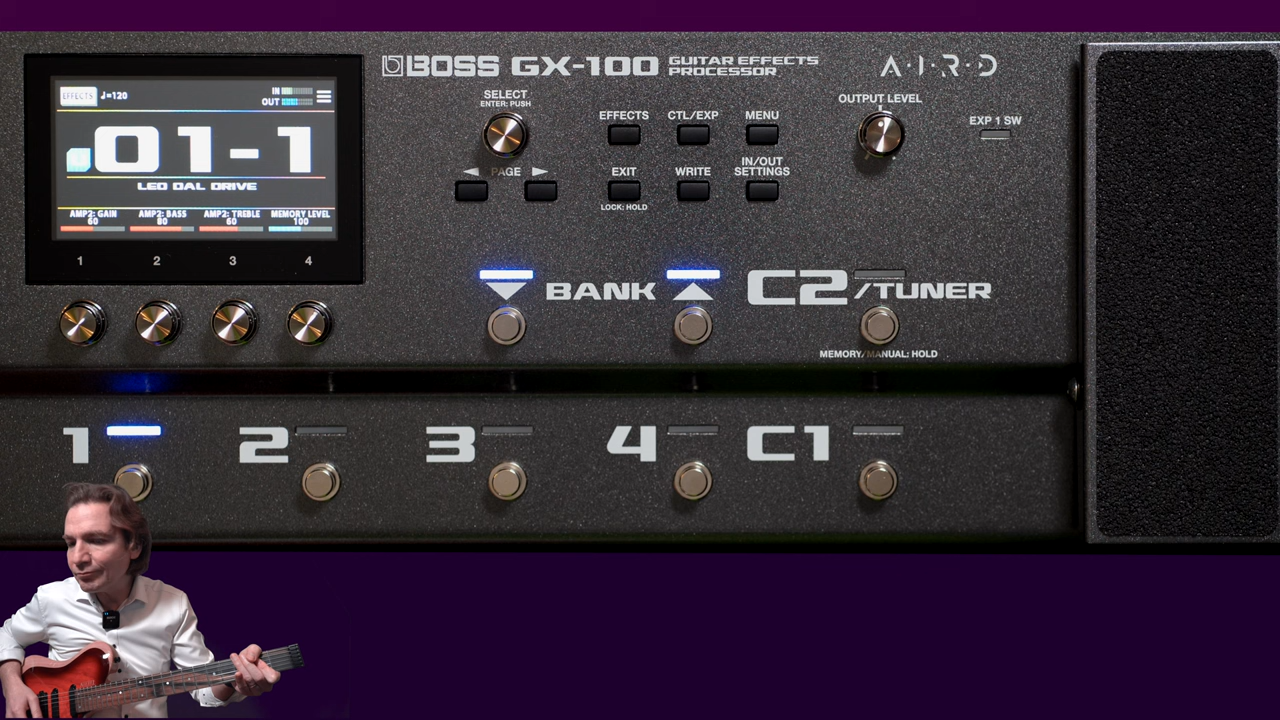 BOSS GX-100 GUITAR EFFECTS PROCESSOR
A·I·R·D
EFFECTS ♩=120 IN OUT
U01-1
LEO DAL DRIVE
AMP2: GAIN AMP2: BASS AMP2: TREBLE MEMORY LEVEL
60 80 60 100
1 2 3 4
SELECT
ENTER: PUSH
◀ PAGE ▶
EFFECTS CTL/EXP MENU
EXIT WRITE IN/OUT SETTINGS
LOCK: HOLD
OUTPUT LEVEL
EXP 1 SW
▼ BANK ▲ C2/TUNER
MEMORY/MANUAL: HOLD
1 2 3 4 C1